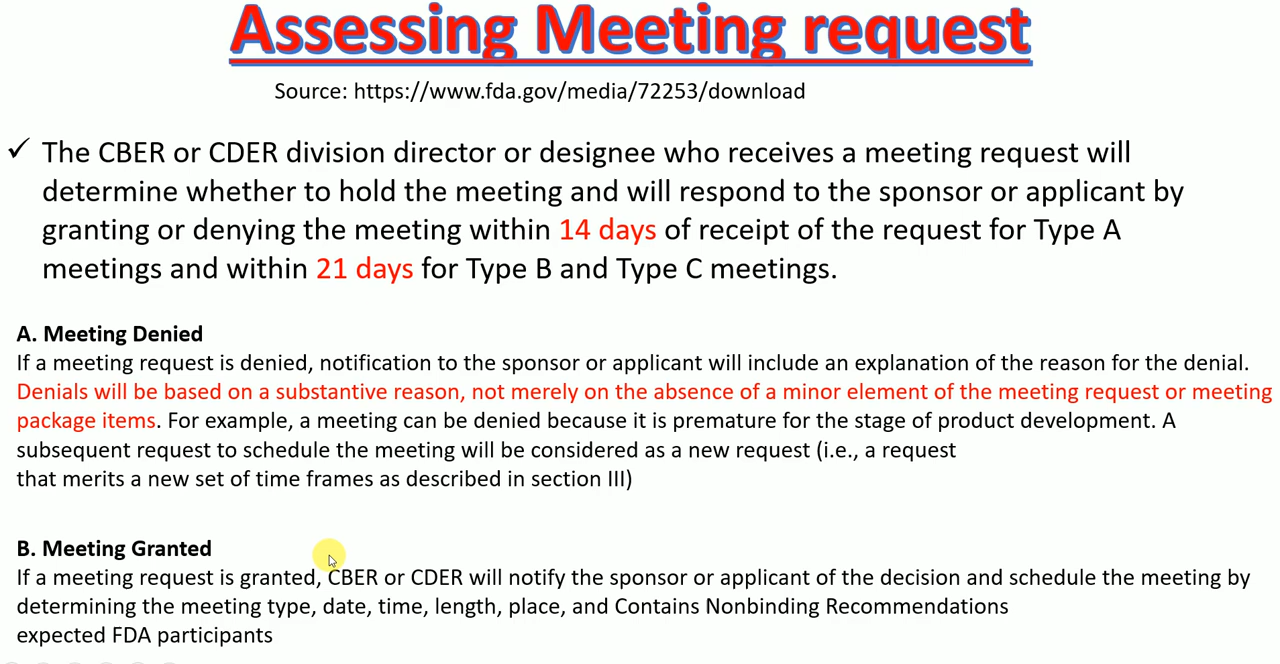 Assessing Meeting request
Source: https://www.fda.gov/media/72253/download
✓ The CBER or CDER division director or designee who receives a meeting request will
determine whether to hold the meeting and will respond to the sponsor or applicant by
granting or denying the meeting within 14 days of receipt of the request for Type A
meetings and within 21 days for Type B and Type C meetings.
A. Meeting Denied
If a meeting request is denied, notification to the sponsor or applicant will include an explanation of the reason for the denial.
Denials will be based on a substantive reason, not merely on the absence of a minor element of the meeting request or meeting
package items. For example, a meeting can be denied because it is premature for the stage of product development. A
subsequent request to schedule the meeting will be considered as a new request (i.e., a request
that merits a new set of time frames as described in section III)
B. Meeting Granted
If a meeting request is granted, CBER or CDER will notify the sponsor or applicant of the decision and schedule the meeting by
determining the meeting type, date, time, length, place, and Contains Nonbinding Recommendations
expected FDA participants